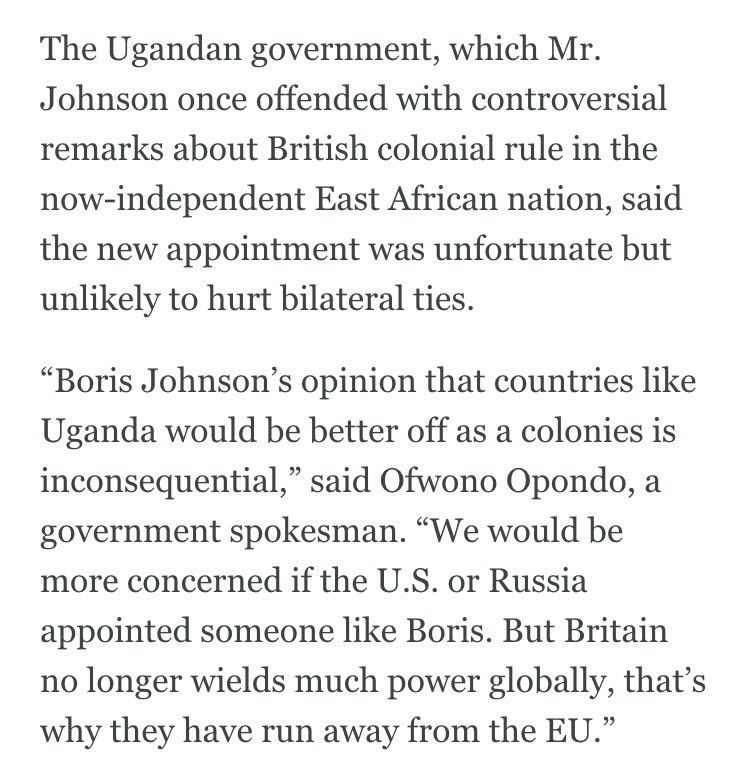 The Ugandan government, which Mr.
Johnson once offended with controversial
remarks about British colonial rule in the
now-independent East African nation, said
the new appointment was unfortunate but
unlikely to hurt bilateral ties.
“Boris Johnson’s opinion that countries like
Uganda would be better off as a colonies is
inconsequential,” said Ofwono Opondo, a
government spokesman. “We would be
more concerned if the U.S. or Russia
appointed someone like Boris. But Britain
no longer wields much power globally, that’s
why they have run away from the EU.”